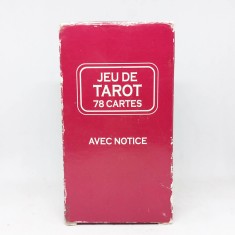 JEU DE
TAROT
78 CARTES
AVEC NOTICE